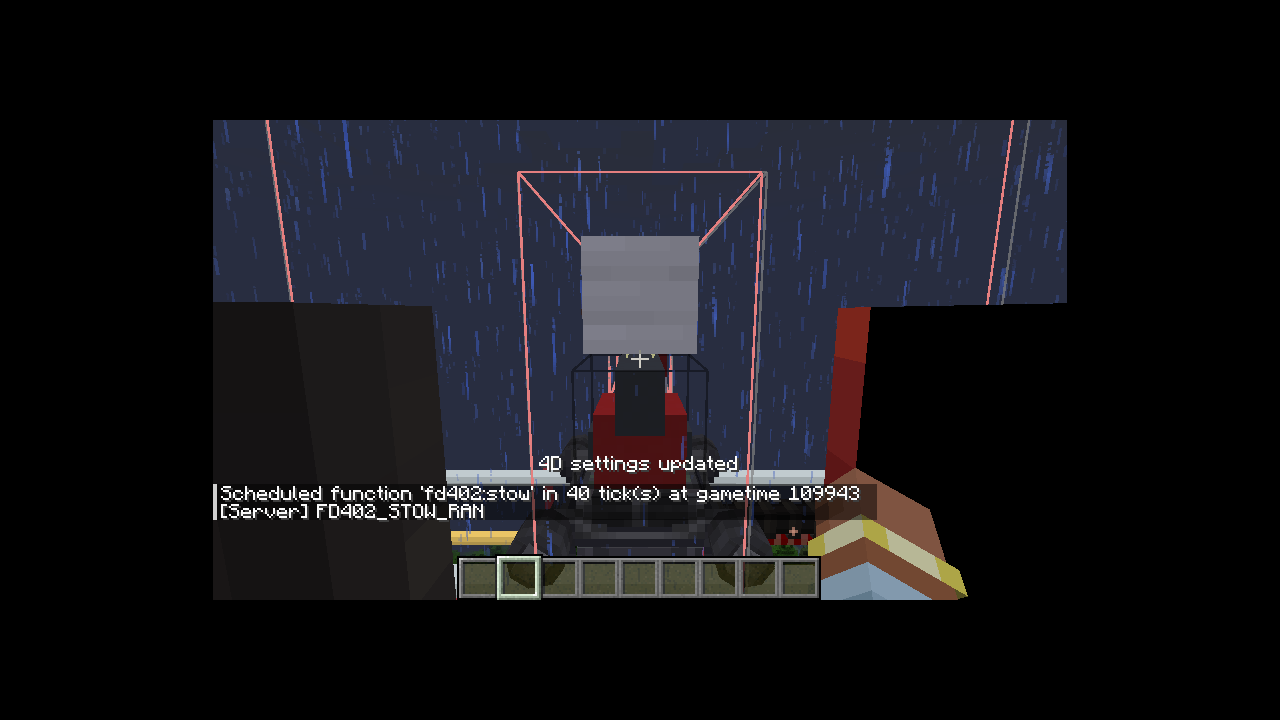 4D settings updated
Scheduled function 'fd402:stow' in 40 tick(s) at gametime 109943
[Server] FD402_STOW_RAN